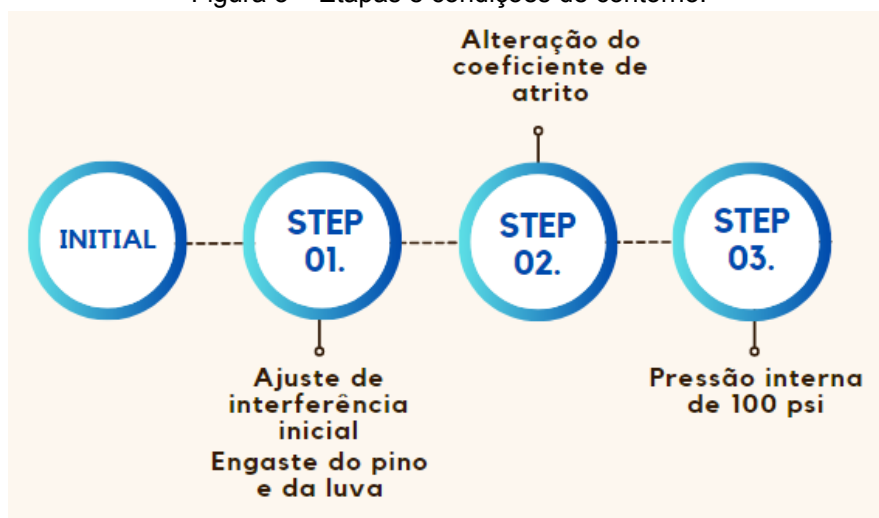 Alteração do
coeficiente de
atrito
INITIAL
STEP
01.
STEP
02.
STEP
03.
Ajuste de
interferência
inicial
Engaste do pino
e da luva
Pressão interna
de 100 psi